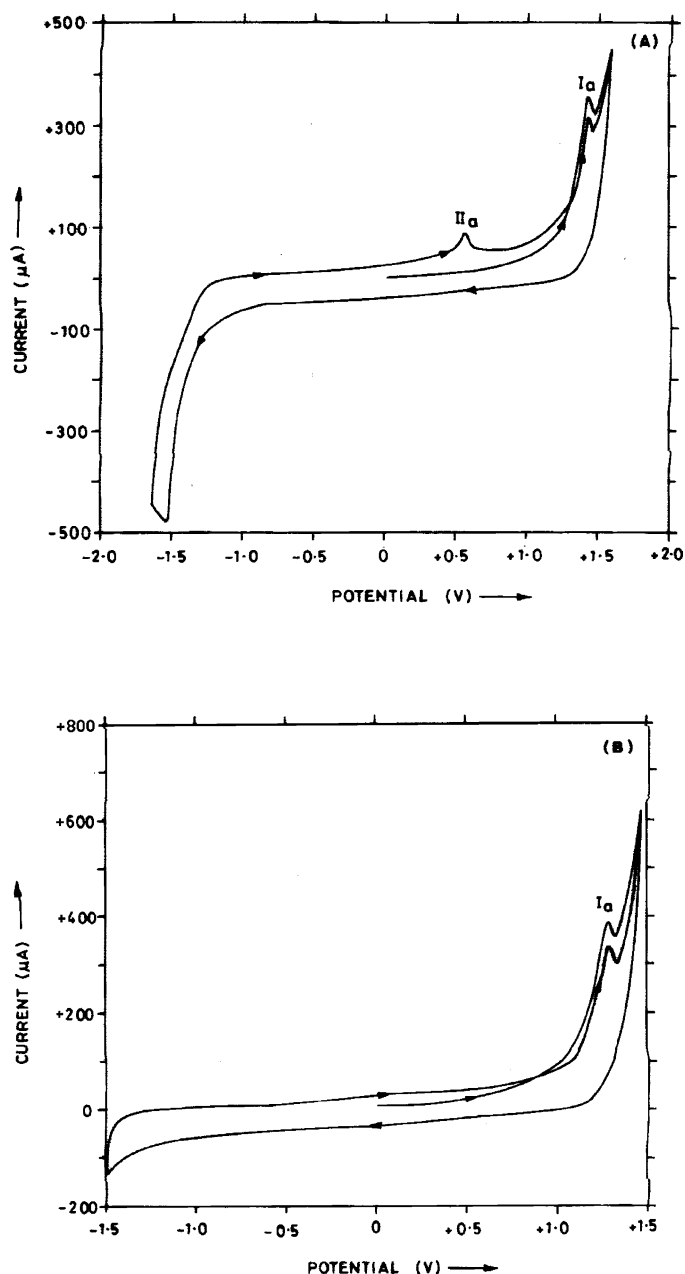 (A)
+500
+300
+100
-100
-300
-500
CURRENT (μA)
Ia
IIa
-2.0 -1.5 -1.0 -0.5 0 +0.5 +1.0 +1.5 +2.0
POTENTIAL (V)
(B)
+800
+600
+400
+200
0
-200
CURRENT (μA)
Ia
-1.5 -1.0 -0.5 0 +0.5 +1.0 +1.5
POTENTIAL (V)